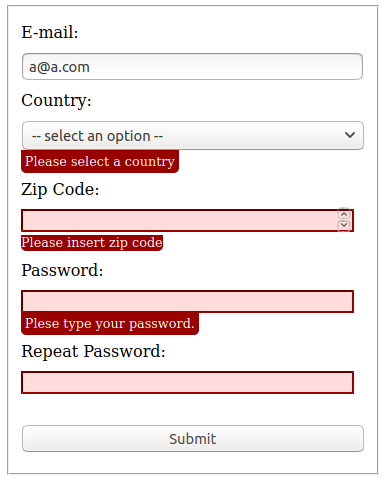 E-mail:
a@a.com
Country:
-- select an option --
Please select a country
Zip Code:
Please insert zip code
Password:
Plese type your password.
Repeat Password:
Submit